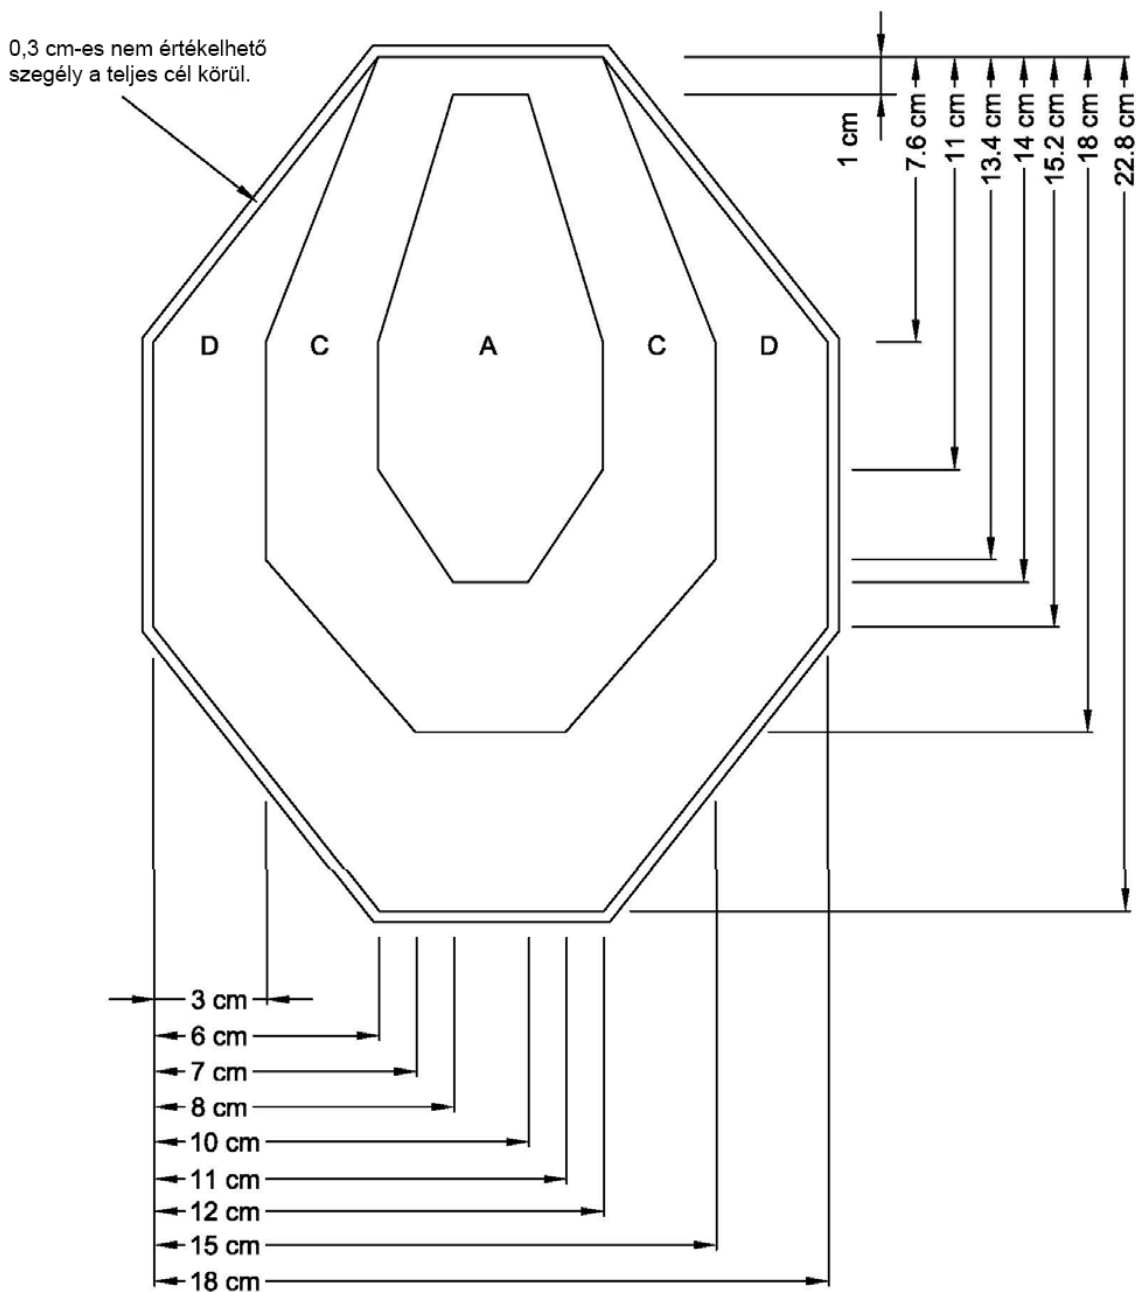 0,3 cm-es nem értékelhető
szegély a teljes cél körül.
1 cm
7.6 cm
11 cm
13.4 cm
14 cm
15.2 cm
18 cm
22.8 cm
D
C
A
C
D
3 cm
6 cm
7 cm
8 cm
10 cm
11 cm
12 cm
15 cm
18 cm